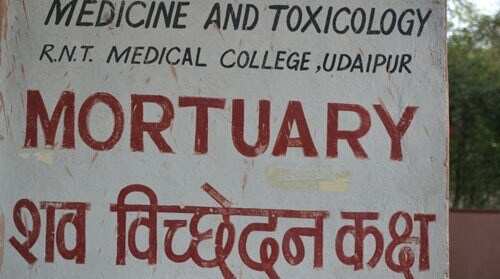 MEDICINE AND TOXICOLOGY
R.N.T. MEDICAL COLLEGE, UDAIPUR
MORTUARY
शव विच्छेदन कक्ष